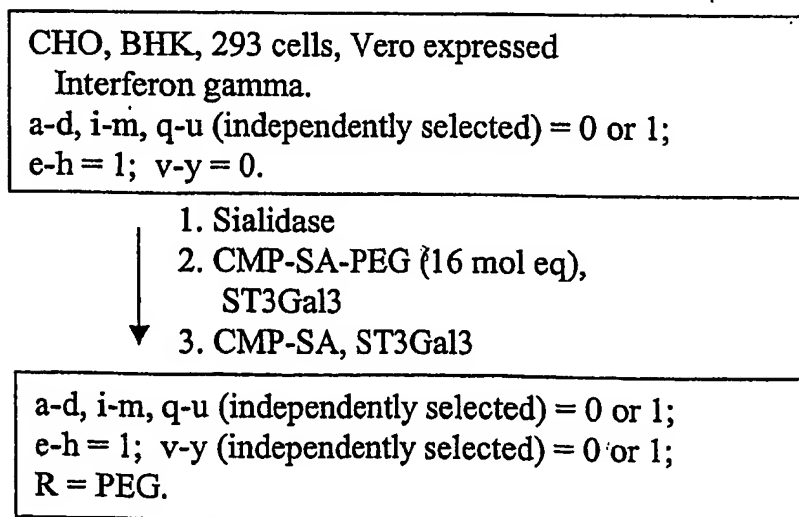 CHO, BHK, 293 cells, Vero expressed
Interferon gamma.
a-d, i-m, q-u (independently selected) = 0 or 1;
e-h = 1; v-y = 0.
1. Sialidase
2. CMP-SA-PEG (16 mol eq),
ST3Gal3
3. CMP-SA, ST3Gal3
a-d, i-m, q-u (independently selected) = 0 or 1;
e-h = 1; v-y (independently selected) = 0 or 1;
R = PEG.